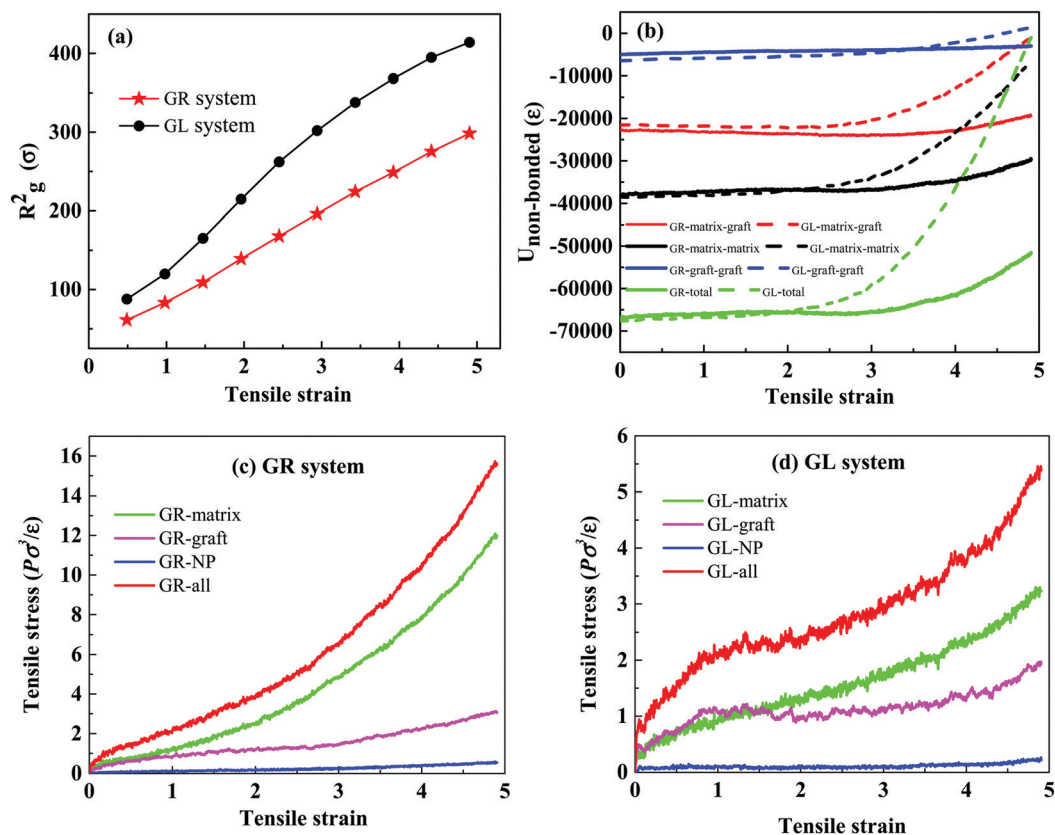 (a)
GR system
GL system
R²g (σ)
400
300
200
100
0 1 2 3 4 5
Tensile strain
(b)
Unon-bonded (ε)
0
-10000
-20000
-30000
-40000
-50000
-60000
-70000
GR-matrix-graft GL-matrix-graft
GR-matrix-matrix GL-matrix-matrix
GR-graft-graft GL-graft-graft
GR-total GL-total
0 1 2 3 4 5
Tensile strain
(c) GR system
GR-matrix
GR-graft
GR-NP
GR-all
Tensile stress (Pσ³/ε)
16
14
12
10
8
6
4
2
0
0 1 2 3 4 5
Tensile strain
(d) GL system
GL-matrix
GL-graft
GL-NP
GL-all
Tensile stress (Pσ³/ε)
6
5
4
3
2
1
0
0 1 2 3 4 5
Tensile strain